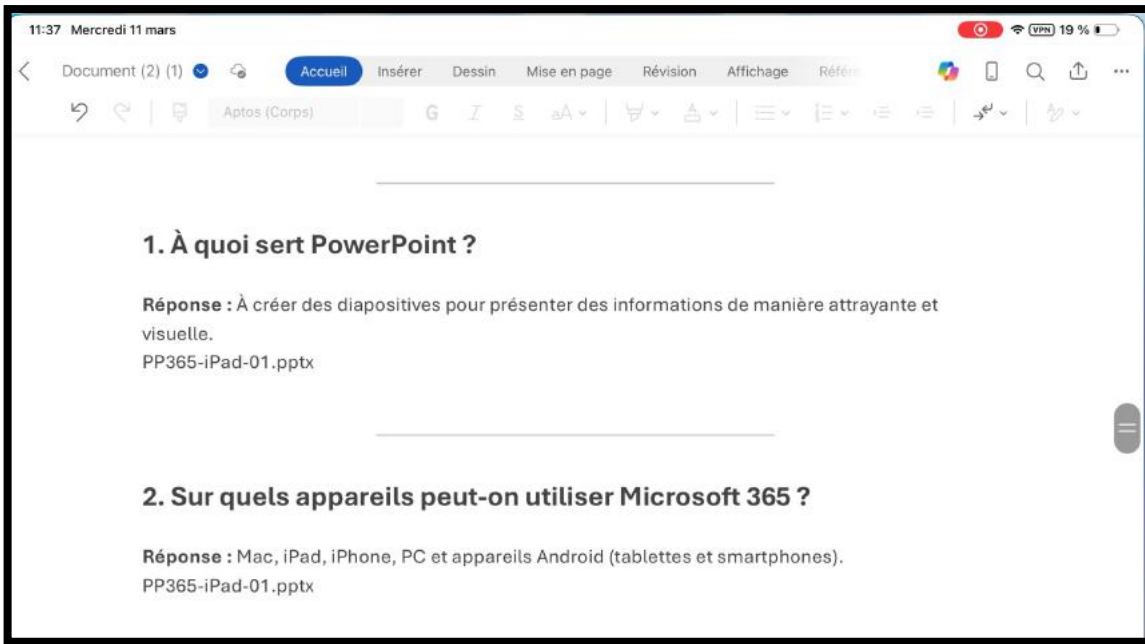 11:37 Mercredi 11 mars VPN 19 %
Document (2) (1) Accueil Insérer Dessin Mise en page Révision Affichage Référe
Aptos (Corps) G I S aA A
1. À quoi sert PowerPoint ?
Réponse : À créer des diapositives pour présenter des informations de manière attrayante et
visuelle.
PP365-iPad-01.pptx
2. Sur quels appareils peut-on utiliser Microsoft 365 ?
Réponse : Mac, iPad, iPhone, PC et appareils Android (tablettes et smartphones).
PP365-iPad-01.pptx